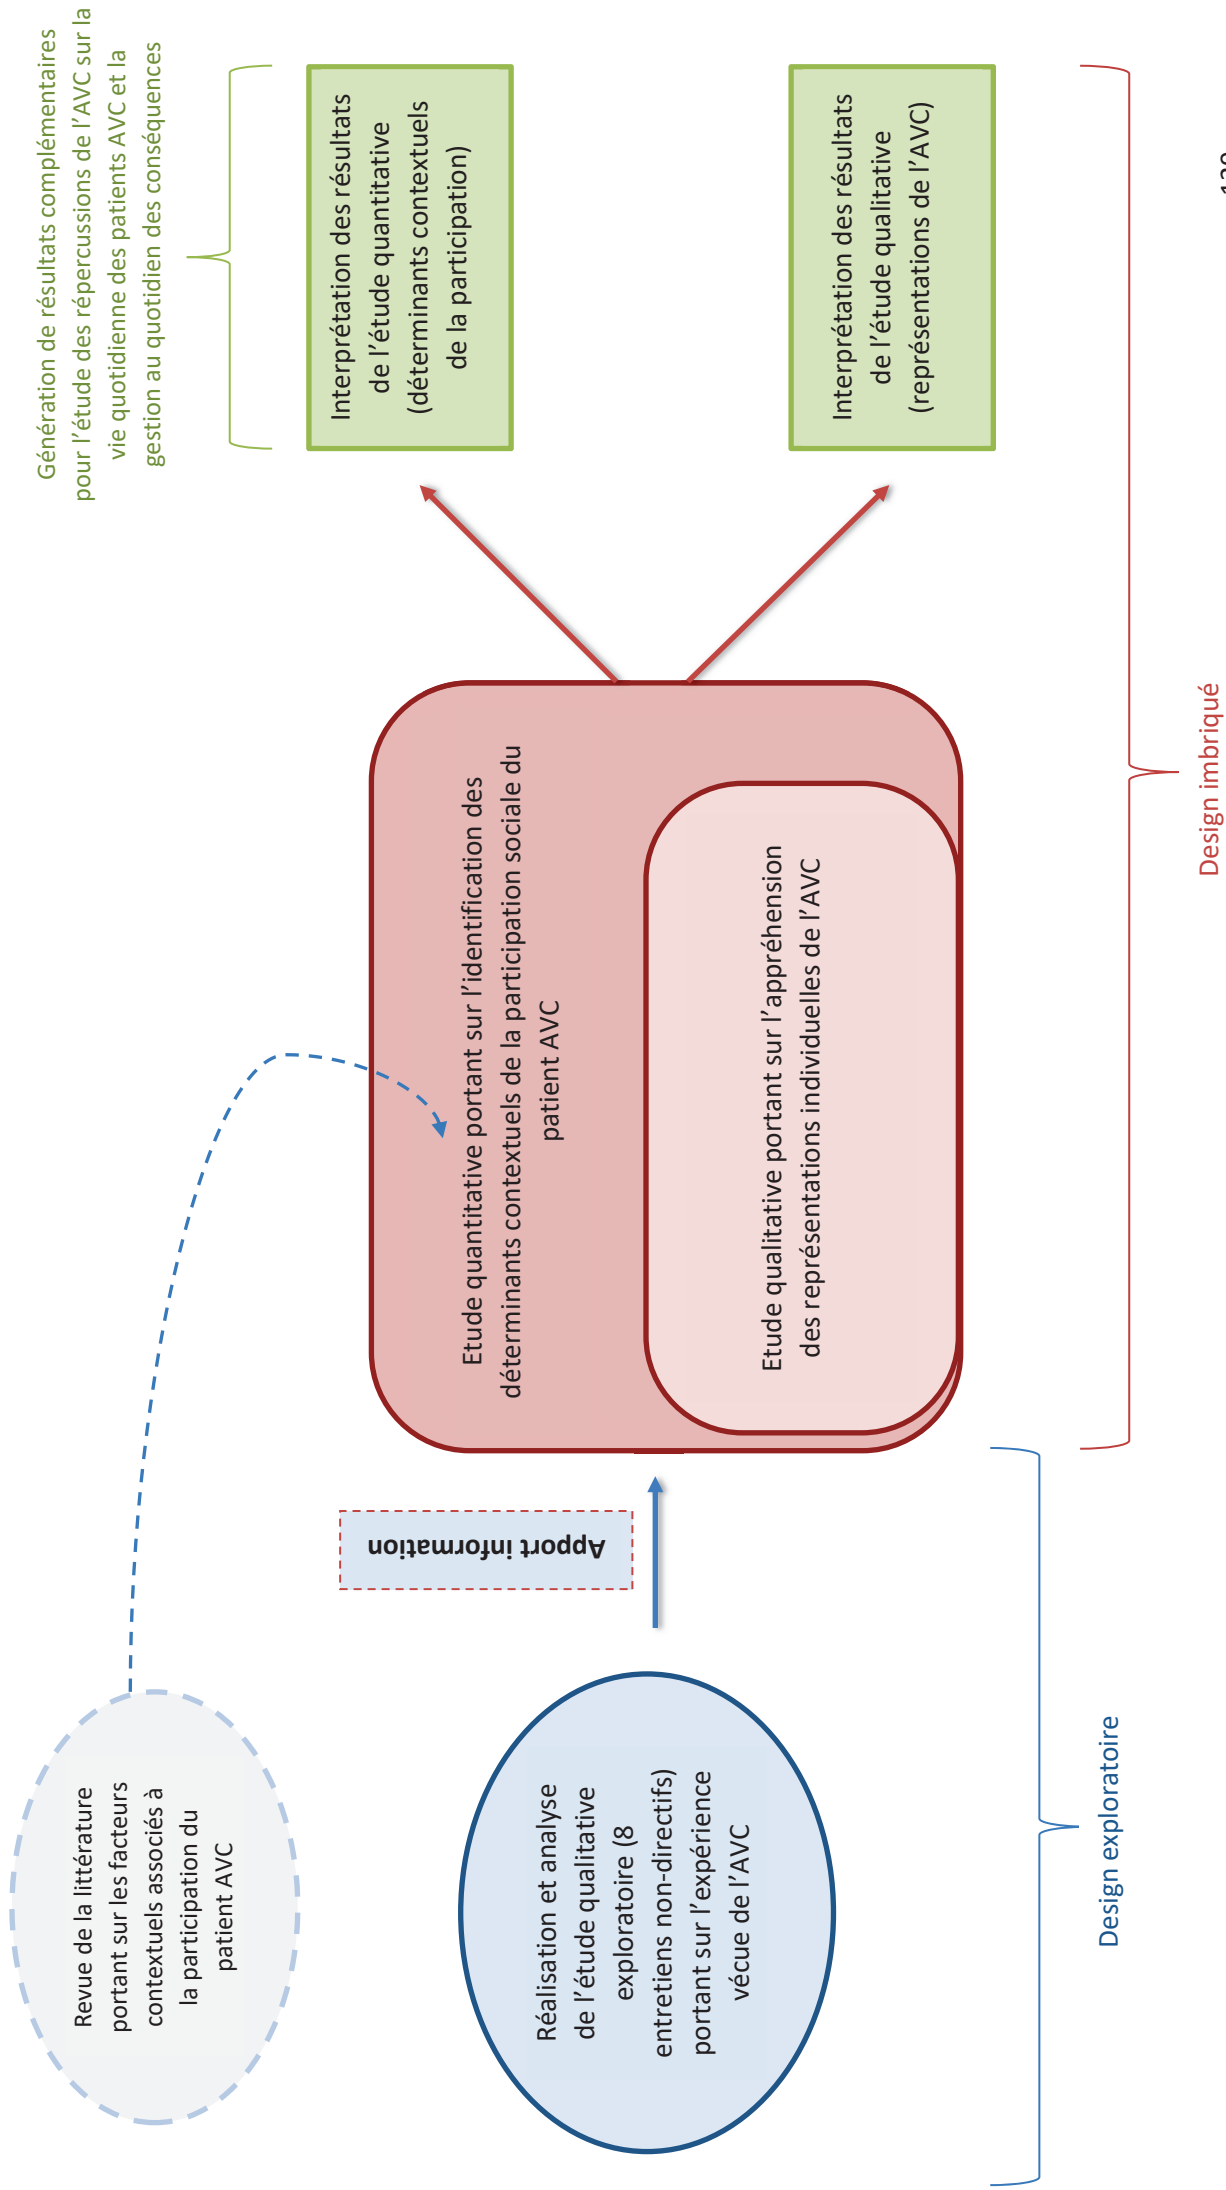 Revue de la littérature
portant sur les facteurs
contextuels associés à
la participation du
patient AVC
Réalisation et analyse
de l'étude qualitative
exploratoire (8
entretiens non-directifs)
portant sur l'expérience
vécue de l'AVC
Design exploratoire
Apport information
Etude quantitative portant sur l'identification des
déterminants contextuels de la participation sociale du
patient AVC
Etude qualitative portant sur l'appréhension
des représentations individuelles de l'AVC
Design imbriqué
Génération de résultats complémentaires
pour l'étude des répercussions de l'AVC sur la
vie quotidienne des patients AVC et la
gestion au quotidien des conséquences
Interprétation des résultats
de l'étude quantitative
(déterminants contextuels
de la participation)
Interprétation des résultats
de l'étude qualitative
(représentations de l'AVC)